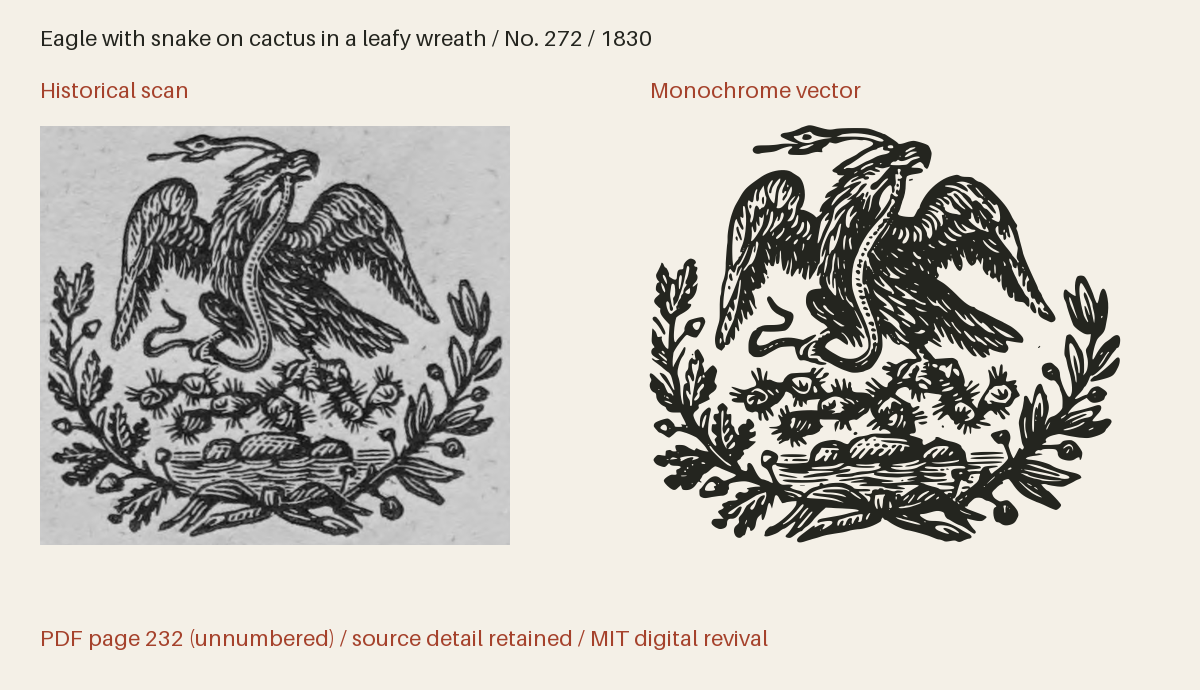 Eagle with snake on cactus in a leafy wreath / No. 272 / 1830
Historical scan
Monochrome vector
PDF page 232 (unnumbered) / source detail retained / MIT digital revival